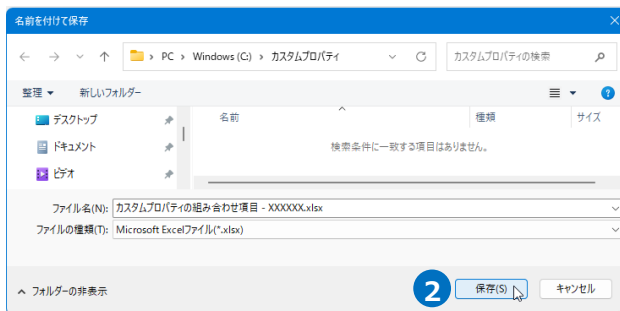 名前を付けて保存
PC › Windows (C:) › カスタムプロパティ
カスタムプロパティの検索
整理 新しいフォルダー
名前 種類 サイズ
デスクトップ
ドキュメント
ビデオ
検索条件に一致する項目はありません。
ファイル名(N): カスタムプロパティの組み合わせ項目 - XXXXXX.xlsx
ファイルの種類(T): Microsoft Excelファイル(*.xlsx)
フォルダーの非表示
2 保存(S) キャンセル